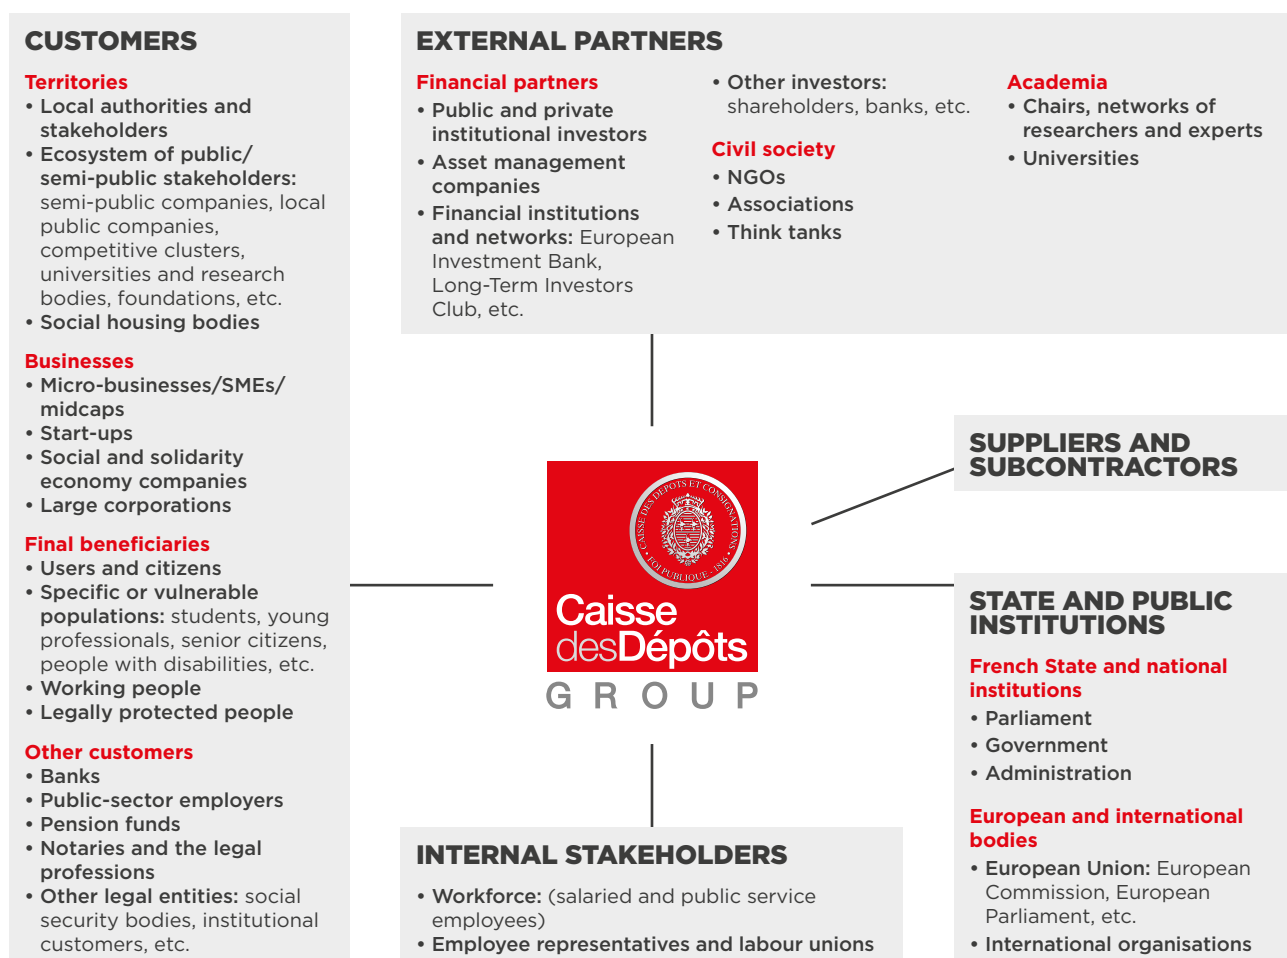 CUSTOMERS
Territories
• Local authorities and
stakeholders
• Ecosystem of public/
semi-public stakeholders:
semi-public companies, local
public companies,
competitive clusters,
universities and research
bodies, foundations, etc.
• Social housing bodies
Businesses
• Micro-businesses/SMEs/
midcaps
• Start-ups
• Social and solidarity
economy companies
• Large corporations
Final beneficiaries
• Users and citizens
• Specific or vulnerable
populations: students, young
professionals, senior citizens,
people with disabilities, etc.
• Working people
• Legally protected people
Other customers
• Banks
• Public-sector employers
• Pension funds
• Notaries and the legal
professions
• Other legal entities: social
security bodies, institutional
customers, etc.
EXTERNAL PARTNERS
Financial partners
• Public and private
institutional investors
• Asset management
companies
• Financial institutions
and networks: European
Investment Bank,
Long-Term Investors
Club, etc.
• Other investors:
shareholders, banks, etc.
Civil society
• NGOs
• Associations
• Think tanks
Academia
• Chairs, networks of
researchers and experts
• Universities
CAISSE DES DEPOTS ET CONSIGNATIONS
• FOI PUBLIQUE - 1816 •
Caisse
desDépôts
GROUP
SUPPLIERS AND
SUBCONTRACTORS
STATE AND PUBLIC
INSTITUTIONS
French State and national
institutions
• Parliament
• Government
• Administration
European and international
bodies
• European Union: European
Commission, European
Parliament, etc.
• International organisations
INTERNAL STAKEHOLDERS
• Workforce: (salaried and public service
employees)
• Employee representatives and labour unions